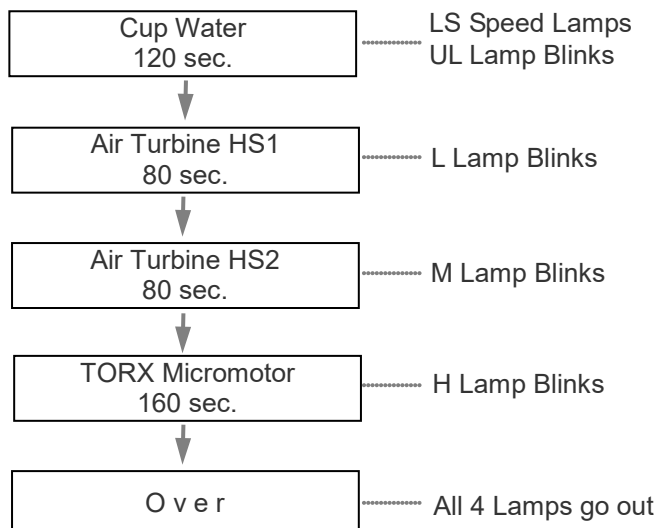 Cup Water
120 sec.
LS Speed Lamps
UL Lamp Blinks
Air Turbine HS1
80 sec.
L Lamp Blinks
Air Turbine HS2
80 sec.
M Lamp Blinks
TORX Micromotor
160 sec.
H Lamp Blinks
O v e r
All 4 Lamps go out